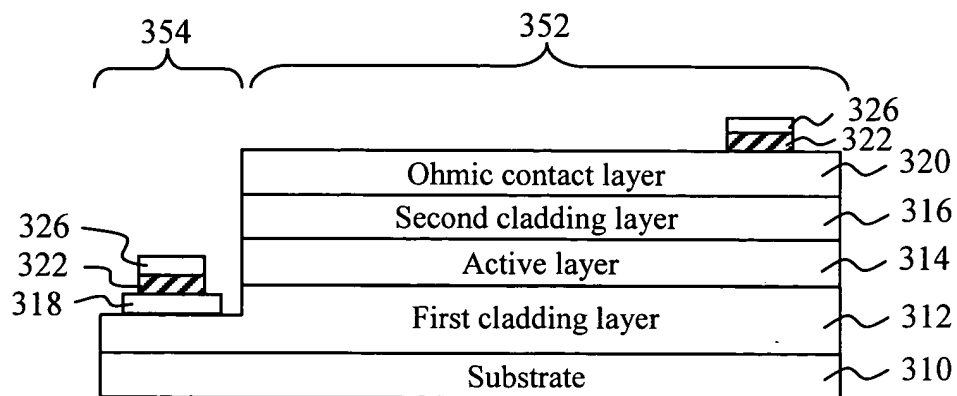 354 352
326
322
Ohmic contact layer 320
Second cladding layer 316
326
Active layer 314
322
318
First cladding layer 312
Substrate 310